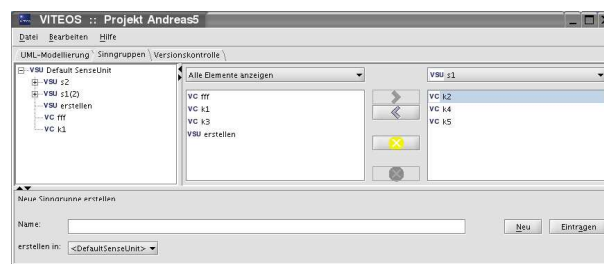 VITEOS :: Projekt Andreas5
Datei Bearbeiten Hilfe
UML-Modellierung Sinngruppen Versionskontrolle
VSU Default SenseUnit
VSU s2
VSU s1(2)
VSU erstellen
VC fff
VC k1
Alle Elemente anzeigen
VC fff
VC k1
VC k3
VSU erstellen
VSU s1
VC k2
VC k4
VC k5
Neue Sinngruppe erstellen
Name:
Neu Eintragen
erstellen in: <DefaultSenseUnit>